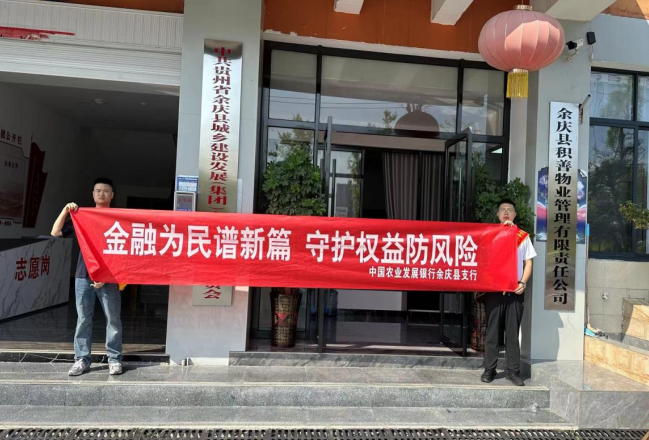 中共贵州省余庆县城乡建设发展(集团)
员会
余庆县积善物业管理有限责任公司
金融为民谱新篇 守护权益防风险
中国农业发展银行余庆县支行
志愿岗